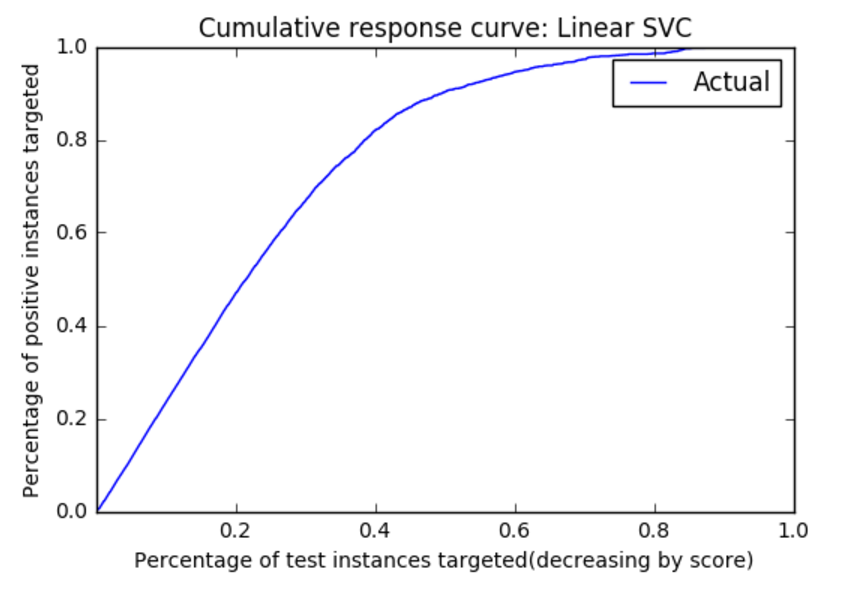 Cumulative response curve: Linear SVC
1.0
Actual
0.8
0.6
0.4
0.2
0.0
Percentage of positive instances targeted
0.2 0.4 0.6 0.8 1.0
Percentage of test instances targeted(decreasing by score)